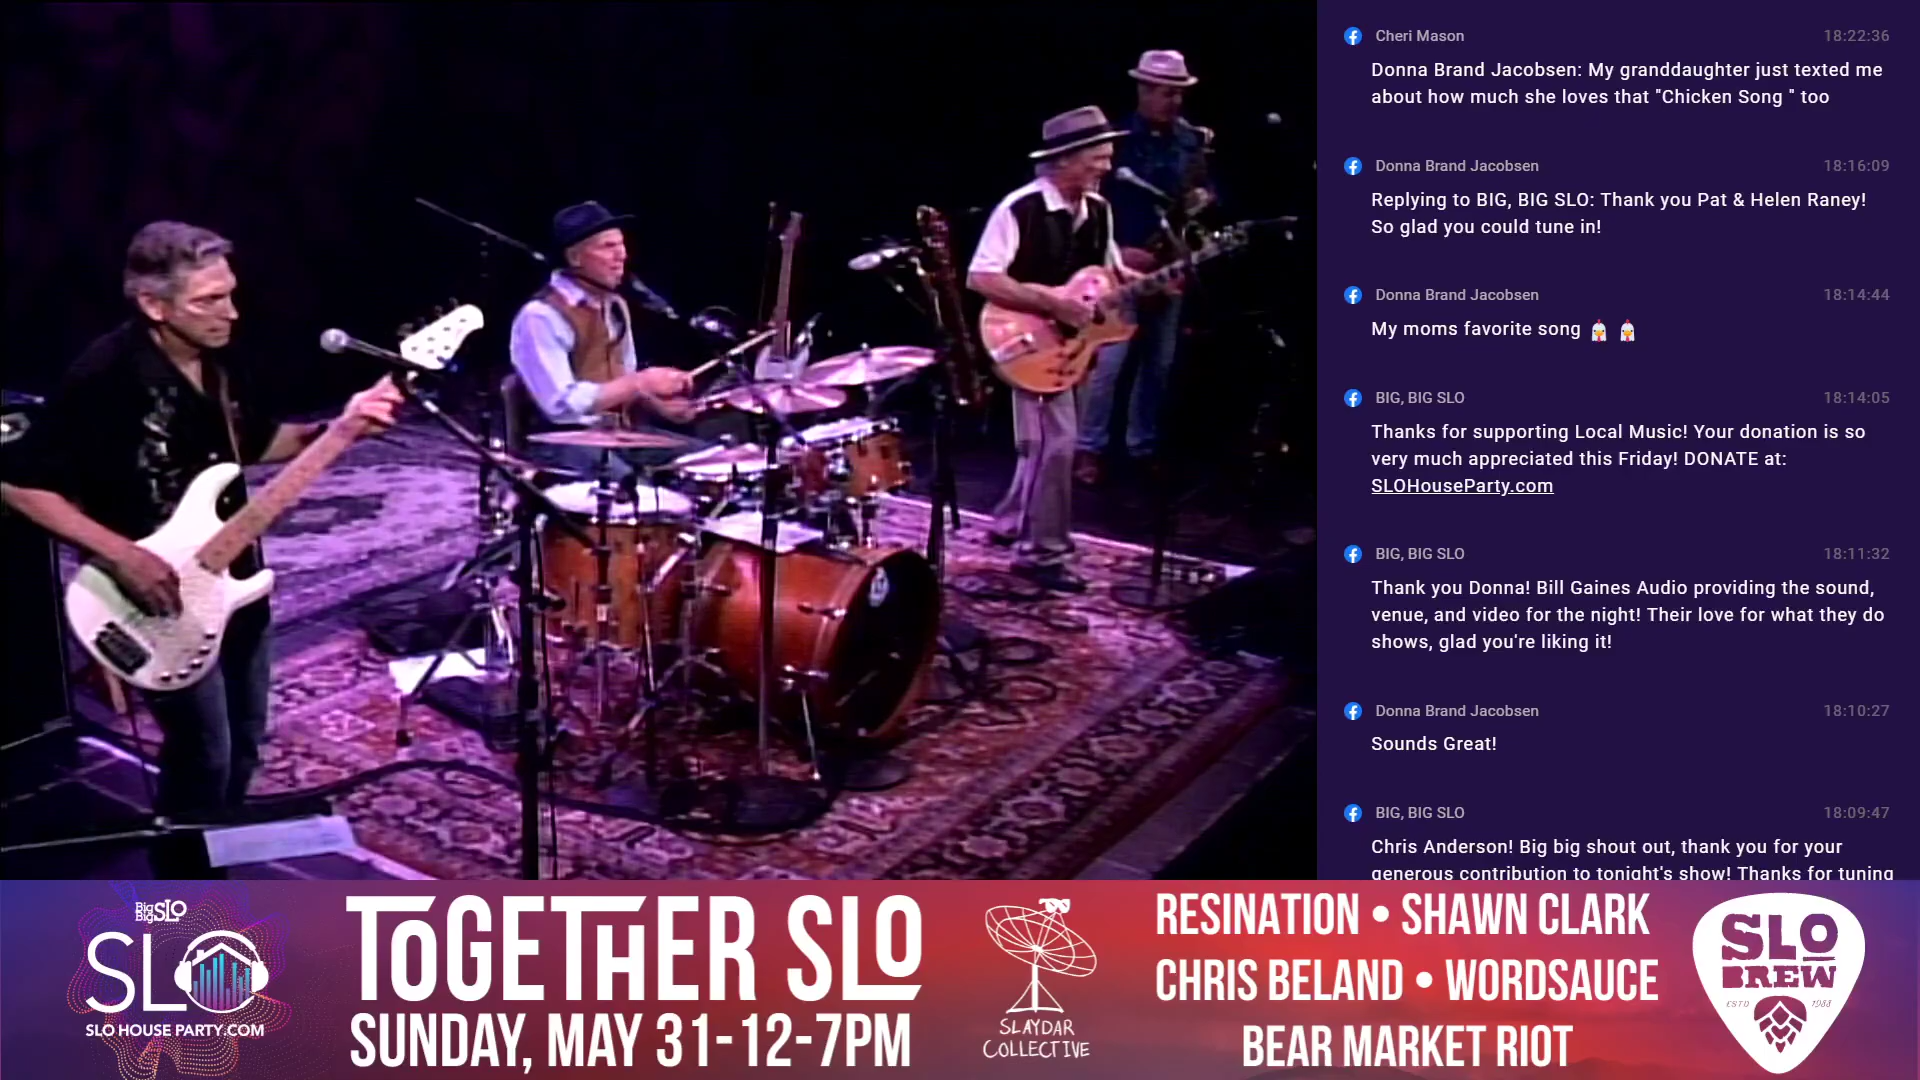 Cheri Mason 18:22:36
Donna Brand Jacobsen: My granddaughter just texted me
about how much she loves that "Chicken Song " too
Donna Brand Jacobsen 18:16:09
Replying to BIG, BIG SLO: Thank you Pat & Helen Raney!
So glad you could tune in!
Donna Brand Jacobsen 18:14:44
My moms favorite song 🐔 🐔
BIG, BIG SLO 18:14:05
Thanks for supporting Local Music! Your donation is so
very much appreciated this Friday! DONATE at:
SLOHouseParty.com
BIG, BIG SLO 18:11:32
Thank you Donna! Bill Gaines Audio providing the sound,
venue, and video for the night! Their love for what they do
shows, glad you're liking it!
Donna Brand Jacobsen 18:10:27
Sounds Great!
BIG, BIG SLO 18:09:47
Chris Anderson! Big big shout out, thank you for your
generous contribution to tonight's show! Thanks for tuning
Big Big SLO
SLO
SLO HOUSE PARTY.COM
TOGETHER SLO
SUNDAY, MAY 31-12-7PM
SLAYDAR
COLLECTIVE
RESINATION • SHAWN CLARK
CHRIS BELAND • WORDSAUCE
BEAR MARKET RIOT
SLO
BREW
ESTD 1988